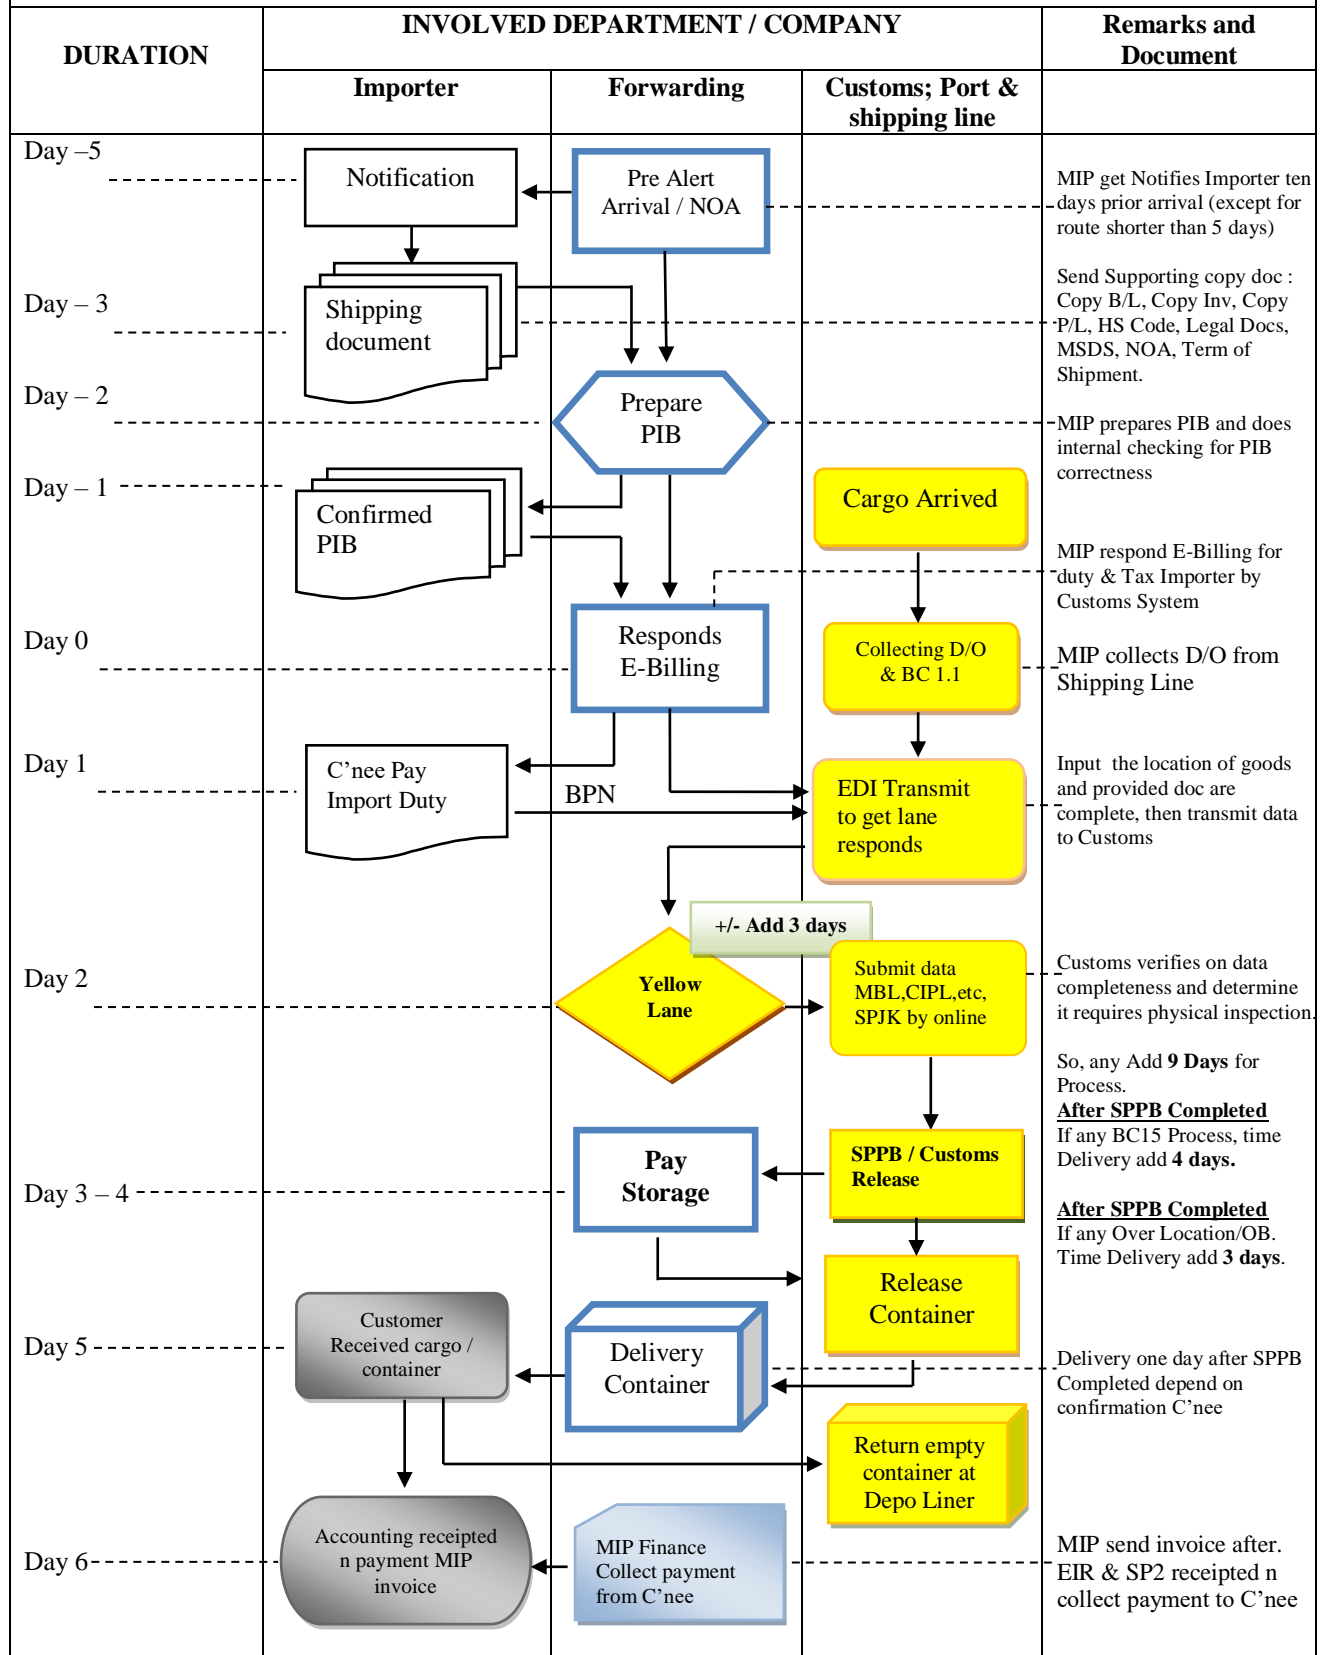 DURATION
INVOLVED DEPARTMENT / COMPANY
Remarks and
Document
Importer
Forwarding
Customs; Port &
shipping line
Day –5
Notification
Pre Alert
Arrival / NOA
MIP get Notifies Importer ten
days prior arrival (except for
route shorter than 5 days)
Day – 3
Shipping
document
Send Supporting copy doc :
Copy B/L, Copy Inv, Copy
P/L, HS Code, Legal Docs,
MSDS, NOA, Term of
Shipment.
Day – 2
Prepare
PIB
MIP prepares PIB and does
internal checking for PIB
correctness
Day – 1
Confirmed
PIB
Cargo Arrived
MIP respond E-Billing for
duty & Tax Importer by
Customs System
Day 0
Responds
E-Billing
Collecting D/O
& BC 1.1
MIP collects D/O from
Shipping Line
Day 1
C'nee Pay
Import Duty
BPN
EDI Transmit
to get lane
responds
Input  the location of goods
and provided doc are
complete, then transmit data
to Customs
+/- Add 3 days
Day 2
Yellow
Lane
Submit data
MBL,CIPL,etc,
SPJK by online
Customs verifies on data
completeness and determine
it requires physical inspection.
So, any Add 9 Days for
Process.
After SPPB Completed
If any BC15 Process, time
Delivery add 4 days.
Day 3 – 4
Pay
Storage
SPPB / Customs
Release
After SPPB Completed
If any Over Location/OB.
Time Delivery add 3 days.
Release
Container
Day 5
Customer
Received cargo /
container
Delivery
Container
Delivery one day after SPPB
Completed depend on
confirmation C'nee
Return empty
container at
Depo Liner
Day 6
Accounting receipted
n payment MIP
invoice
MIP Finance
Collect payment
from C'nee
MIP send invoice after.
EIR & SP2 receipted n
collect payment to C'nee